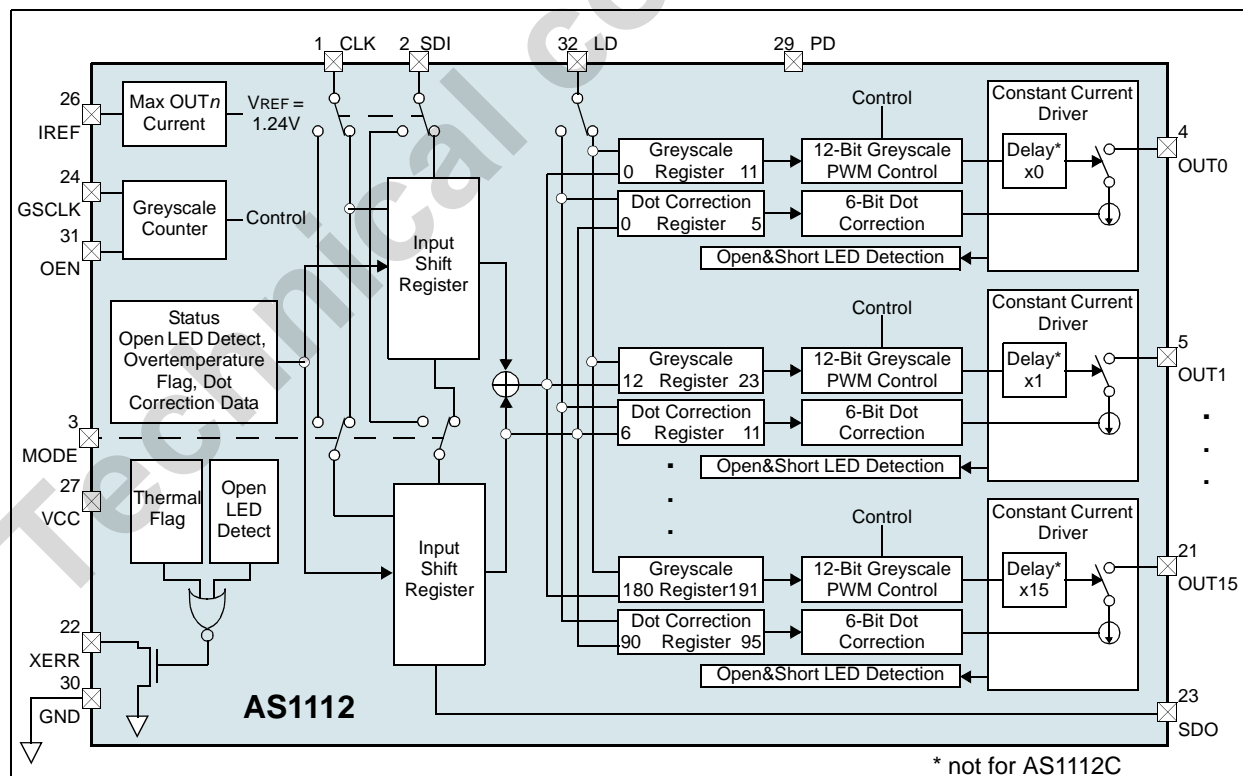 1 CLK
2 SDI
32 LD
29 PD
26
IREF
Max OUTn
Current
VREF =
1.24V
24
GSCLK
31
OEN
Greyscale
Counter
Control
Status
Open LED Detect,
Overtemperature
Flag, Dot
Correction Data
3
MODE
27
VCC
Thermal
Flag
Open
LED
Detect
22
XERR
30
GND
AS1112
Input
Shift
Register
Input
Shift
Register
Greyscale
0 Register 11
Dot Correction
0 Register 5
Control
12-Bit Greyscale
PWM Control
6-Bit Dot
Correction
Open&Short LED Detection
Constant Current
Driver
Delay*
x0
4
OUT0
Greyscale
12 Register 23
Dot Correction
6 Register 11
Control
12-Bit Greyscale
PWM Control
6-Bit Dot
Correction
Open&Short LED Detection
Constant Current
Driver
Delay*
x1
5
OUT1
Greyscale
180 Register191
Dot Correction
90 Register 95
Control
12-Bit Greyscale
PWM Control
6-Bit Dot
Correction
Open&Short LED Detection
Constant Current
Driver
Delay*
x15
21
OUT15
23
SDO
* not for AS1112C
Technical